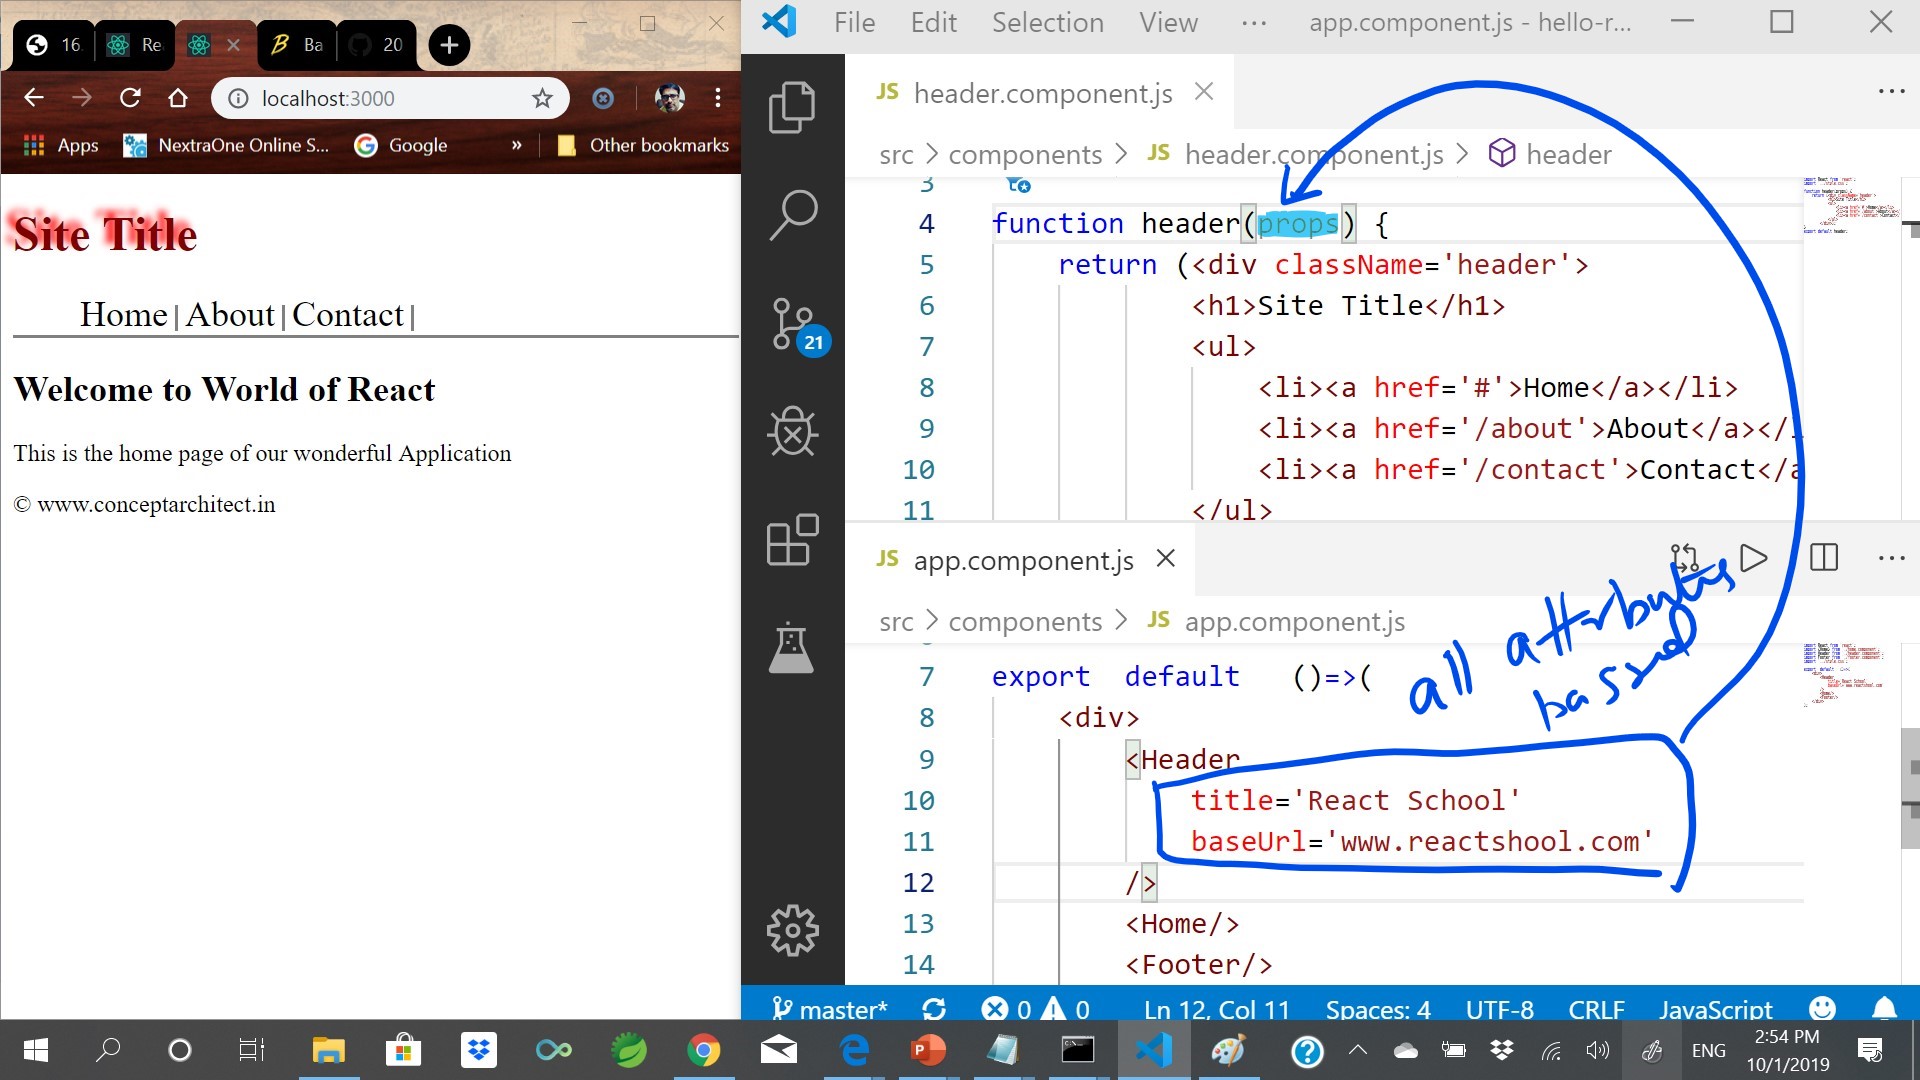 16
Re
Ba
20
localhost:3000
Apps
NextraOne Online S...
Google
»
Other bookmarks
Site Title
Home | About | Contact |
Welcome to World of React
This is the home page of our wonderful Application
© www.conceptarchitect.in
File Edit Selection View ··· app.component.js - hello-r...
JS header.component.js
src > components > JS header.component.js > header
3
4 function header(props) {
5 return (<div className='header'>
6 <h1>Site Title</h1>
7 <ul>
8 <li><a href='#'>Home</a></li>
9 <li><a href='/about'>About</a></l
10 <li><a href='/contact'>Contact</a
11 </ul>
21
JS app.component.js
src > components > JS app.component.js
all attributes
passed
7 export default ()=>(
8 <div>
9 <Header
10 title='React School'
11 baseUrl='www.reactshool.com'
12 />
13 <Home/>
14 <Footer/>
master* 0 0 Ln 12, Col 11 Spaces: 4 UTF-8 CRLF JavaScript
ENG
2:54 PM
10/1/2019